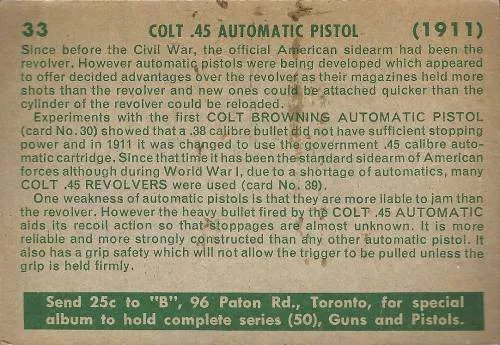 33 COLT .45 AUTOMATIC PISTOL (1911)
Since before the Civil War, the official American sidearm had been the
revolver. However automatic pistols were being developed which appeared
to offer decided advantages over the revolver as their magazines held more
shots than the revolver and new ones could be attached quicker than the
cylinder of the revolver could be reloaded.
Experiments with the first COLT BROWNING AUTOMATIC PISTOL
(card No. 30) showed that a .38 calibre bullet did not have sufficient stopping
power and in 1911 it was changed to use the government .45 calibre auto-
matic cartridge. Since that time it has been the standard sidearm of American
forces although during World War I, due to a shortage of automatics, many
COLT .45 REVOLVERS were used (card No. 39).
One weakness of automatic pistols is that they are more liable to jam than
the revolver. However the heavy bullet fired by the COLT .45 AUTOMATIC
aids its recoil action so that stoppages are almost unknown. It is more
reliable and more strongly constructed than any other automatic pistol. It
also has a grip safety which will not allow the trigger to be pulled unless the
grip is held firmly.
Send 25c to "B", 96 Paton Rd., Toronto, for special
album to hold complete series (50), Guns and Pistols.